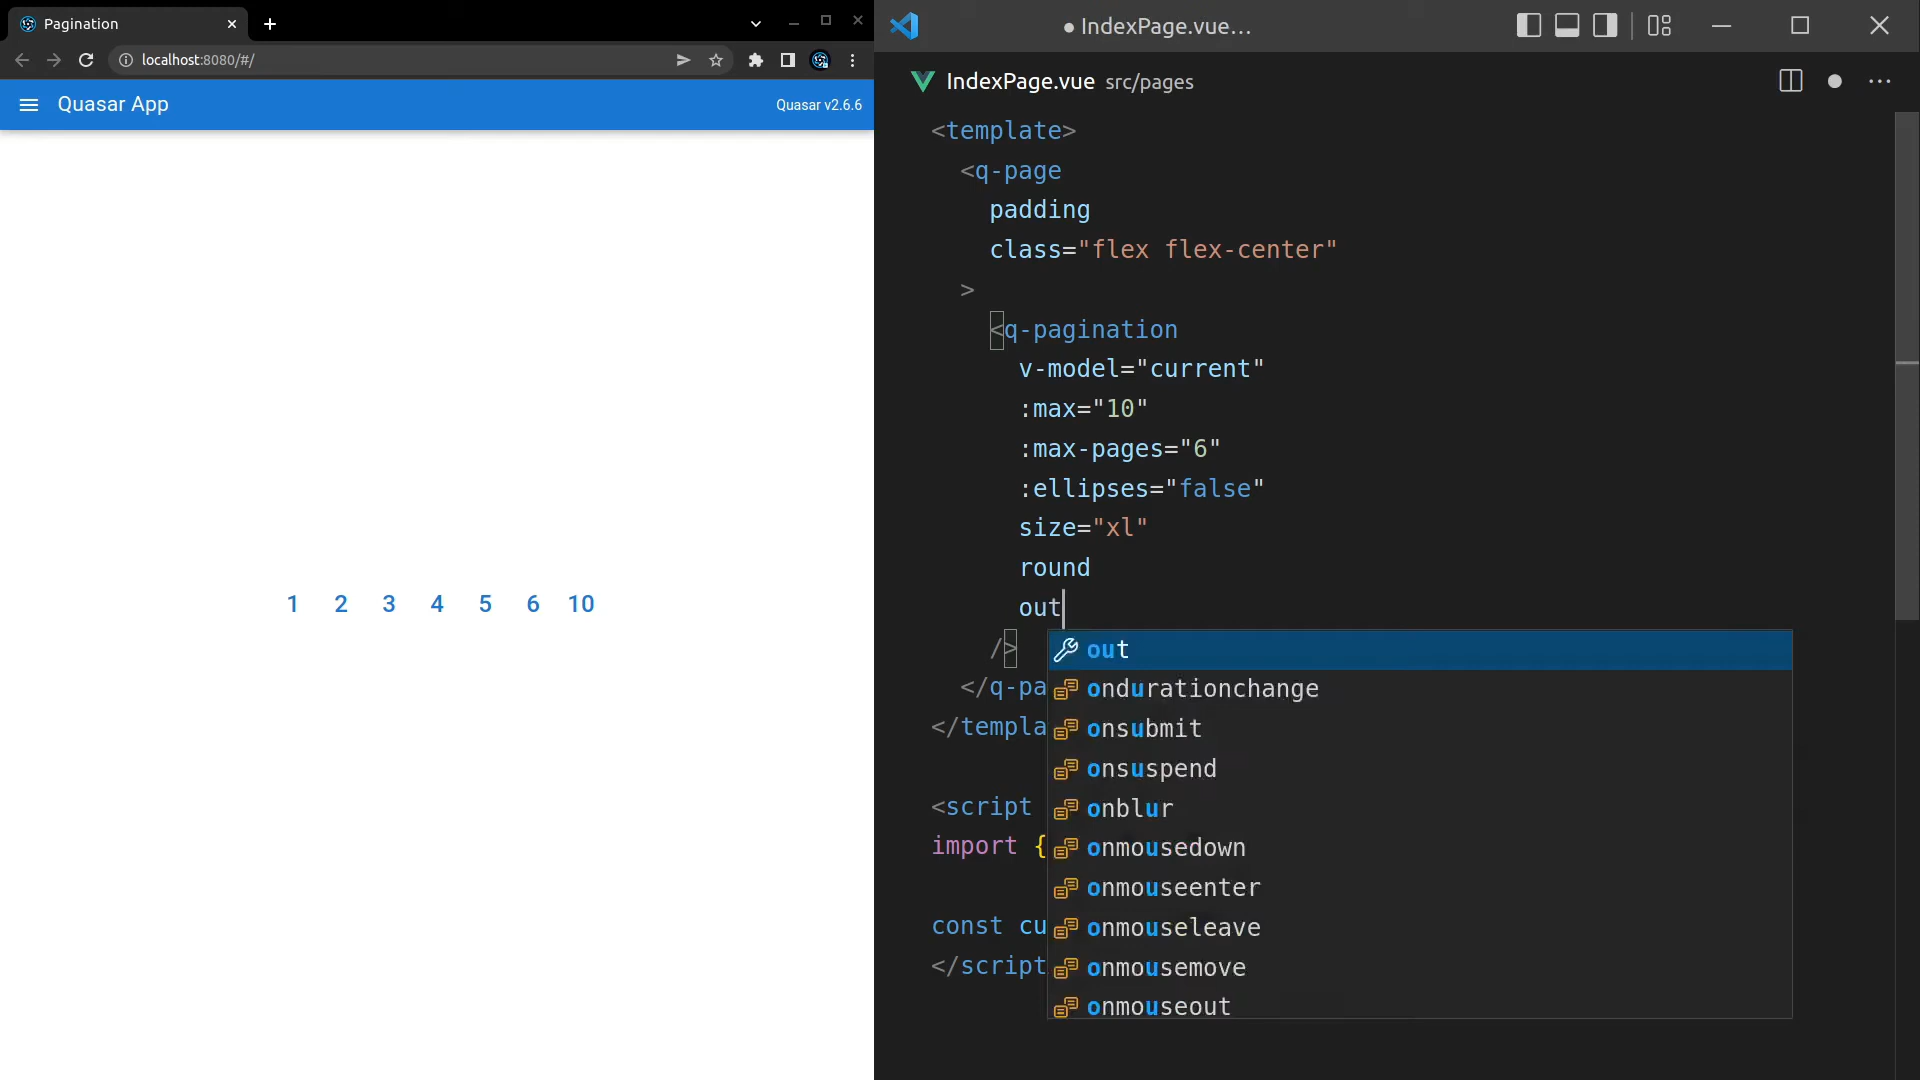 Pagination
localhost:8080/#/
Quasar App
Quasar v2.6.6
1 2 3 4 5 6 10
● IndexPage.vue...
IndexPage.vue src/pages
<template>
<q-page
padding
class="flex flex-center"
>
<q-pagination
v-model="current"
:max="10"
:max-pages="6"
:ellipses="false"
size="xl"
round
out
/>
</q-pa
</templa
<script
import {
const cu
</script
out
ondurationchange
onsubmit
onsuspend
onblur
onmousedown
onmouseenter
onmouseleave
onmousemove
onmouseout